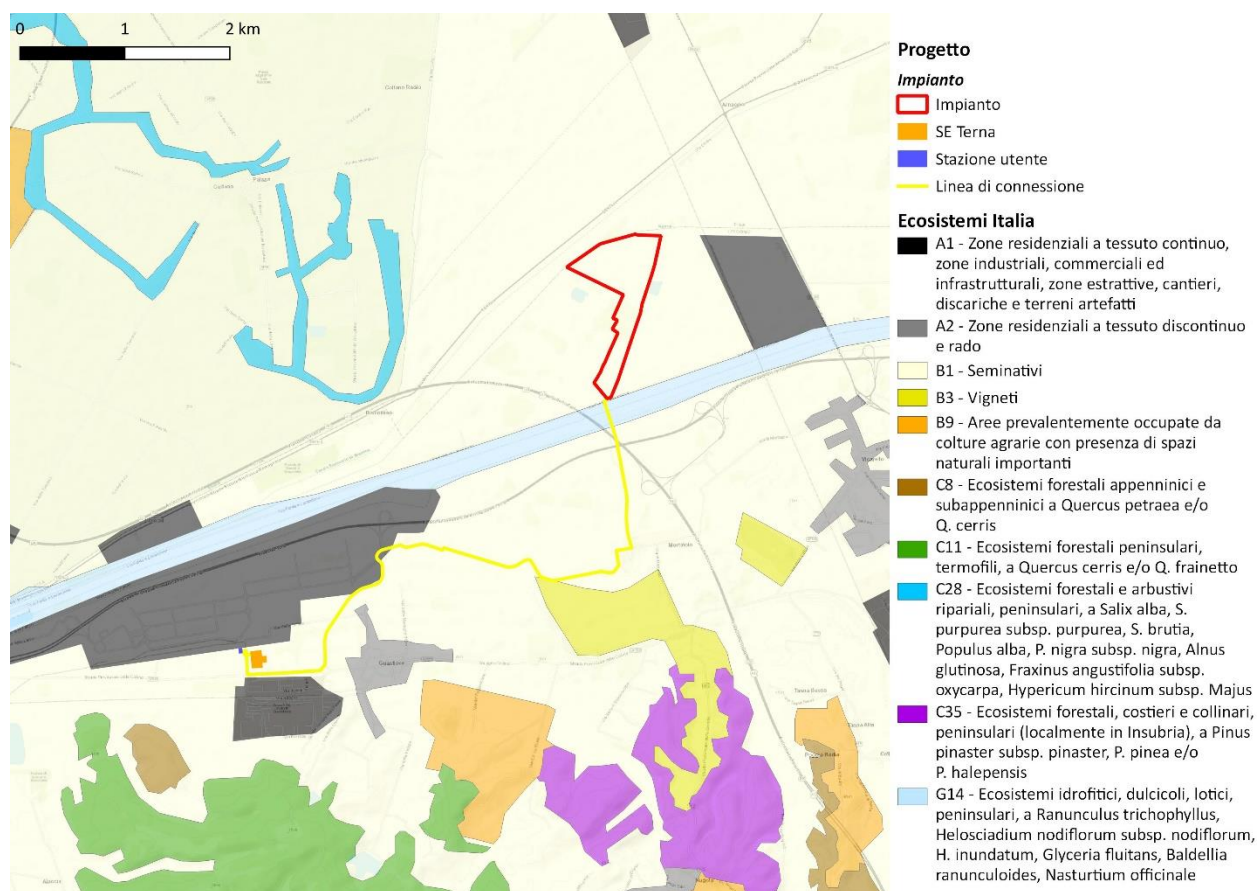 0 1 2 km
Progetto
Impianto
Impianto
SE Terna
Stazione utente
Linea di connessione
Ecosistemi Italia
A1 - Zone residenziali a tessuto continuo,
zone industriali, commerciali ed
infrastrutturali, zone estrattive, cantieri,
discariche e terreni artefatti
A2 - Zone residenziali a tessuto discontinuo
e rado
B1 - Seminativi
B3 - Vigneti
B9 - Aree prevalentemente occupate da
colture agrarie con presenza di spazi
naturali importanti
C8 - Ecosistemi forestali appenninici e
subappenninici a Quercus petraea e/o
Q. cerris
C11 - Ecosistemi forestali peninsulari,
termofili, a Quercus cerris e/o Q. frainetto
C28 - Ecosistemi forestali e arbustivi
ripariali, peninsulari, a Salix alba, S.
purpurea subsp. purpurea, S. brutia,
Populus alba, P. nigra subsp. nigra, Alnus
glutinosa, Fraxinus angustifolia subsp.
oxycarpa, Hypericum hircinum subsp. Majus
C35 - Ecosistemi forestali, costieri e collinari,
peninsulari (localmente in Insubria), a Pinus
pinaster subsp. pinaster, P. pinea e/o
P. halepensis
G14 - Ecosistemi idrofitici, dulcicoli, lotici,
peninsulari, a Ranunculus trichophyllus,
Helosciadium nodiflorum subsp. nodiflorum,
H. inundatum, Glyceria fluitans, Baldellia
ranunculoides, Nasturtium officinale